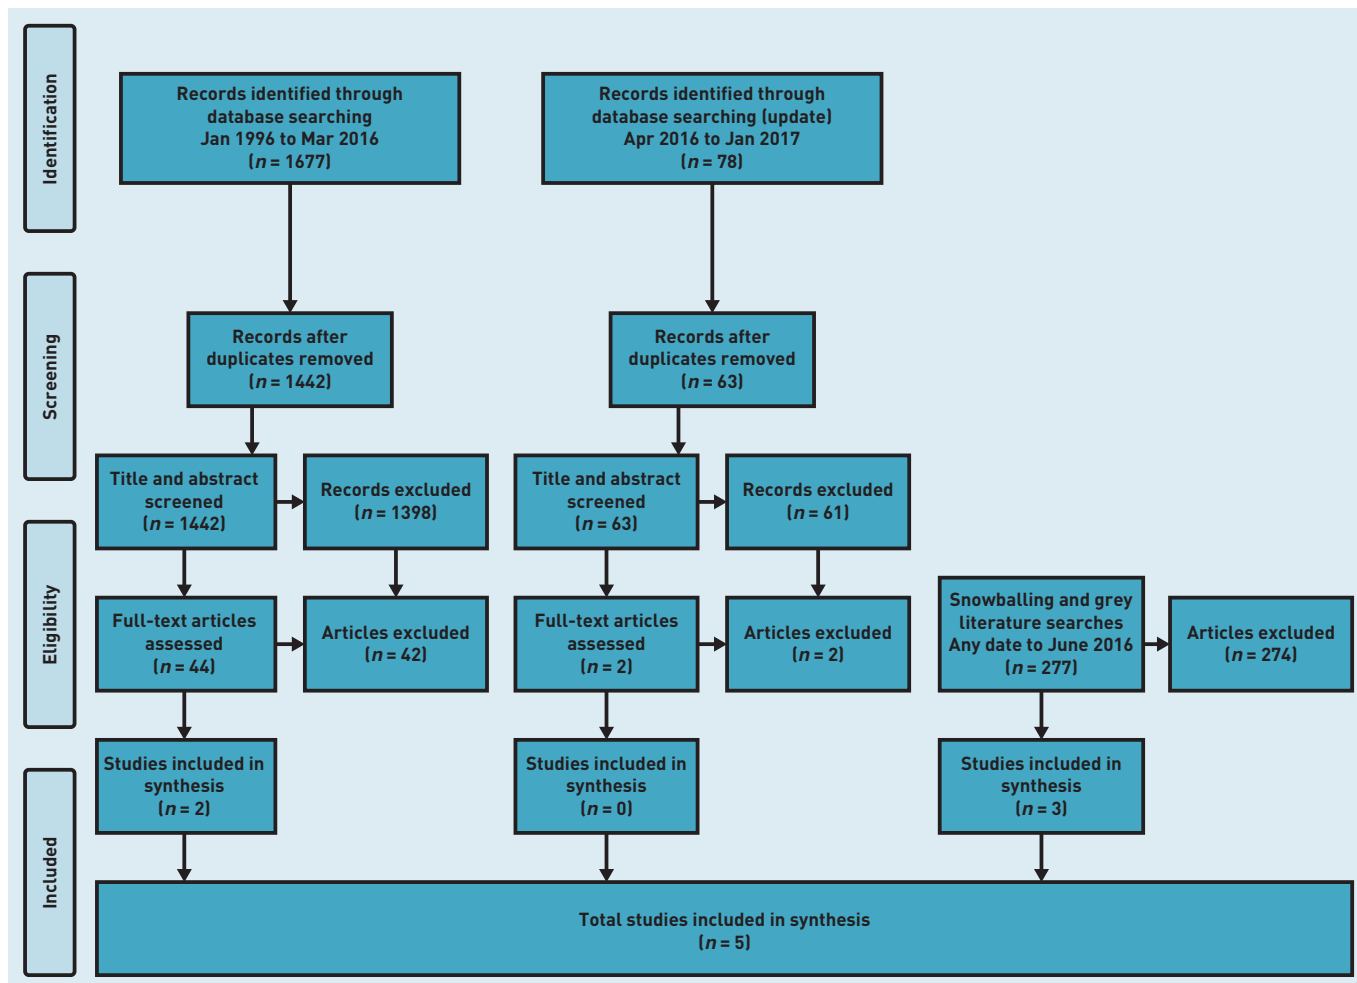 Identification
Records identified through
database searching
Jan 1996 to Mar 2016
(n = 1677)
Records identified through
database searching (update)
Apr 2016 to Jan 2017
(n = 78)
Screening
Records after
duplicates removed
(n = 1442)
Records after
duplicates removed
(n = 63)
Title and abstract
screened
(n = 1442)
Records excluded
(n = 1398)
Title and abstract
screened
(n = 63)
Records excluded
(n = 61)
Eligibility
Full-text articles
assessed
(n = 44)
Articles excluded
(n = 42)
Full-text articles
assessed
(n = 2)
Articles excluded
(n = 2)
Snowballing and grey
literature searches
Any date to June 2016
(n = 277)
Articles excluded
(n = 274)
Included
Studies included in
synthesis
(n = 2)
Studies included in
synthesis
(n = 0)
Studies included in
synthesis
(n = 3)
Total studies included in synthesis
(n = 5)